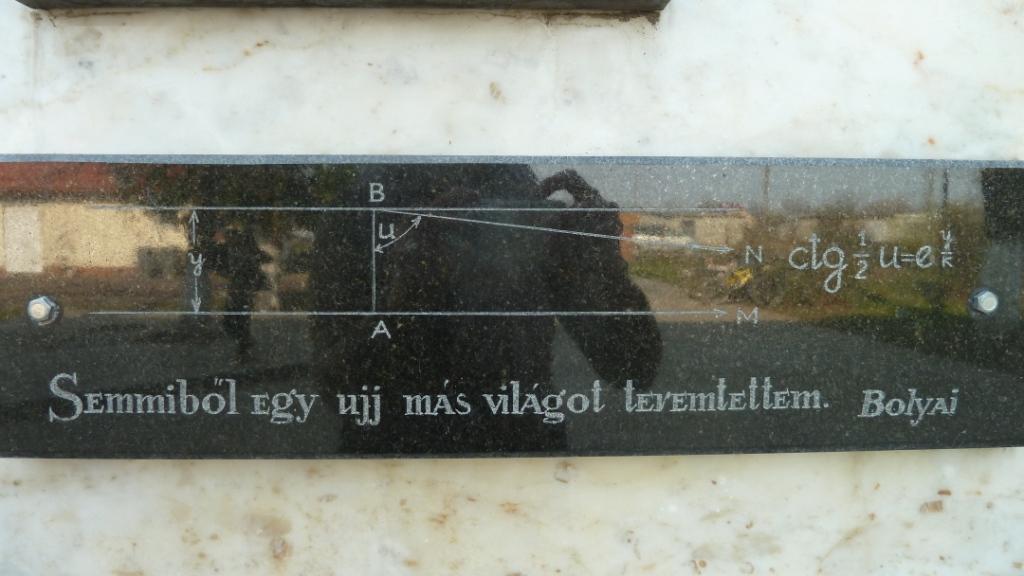 B
u
y
N ctg ½ u=e^{y/k}
A M
Semmiből egy ujj más világot teremtettem. Bolyai